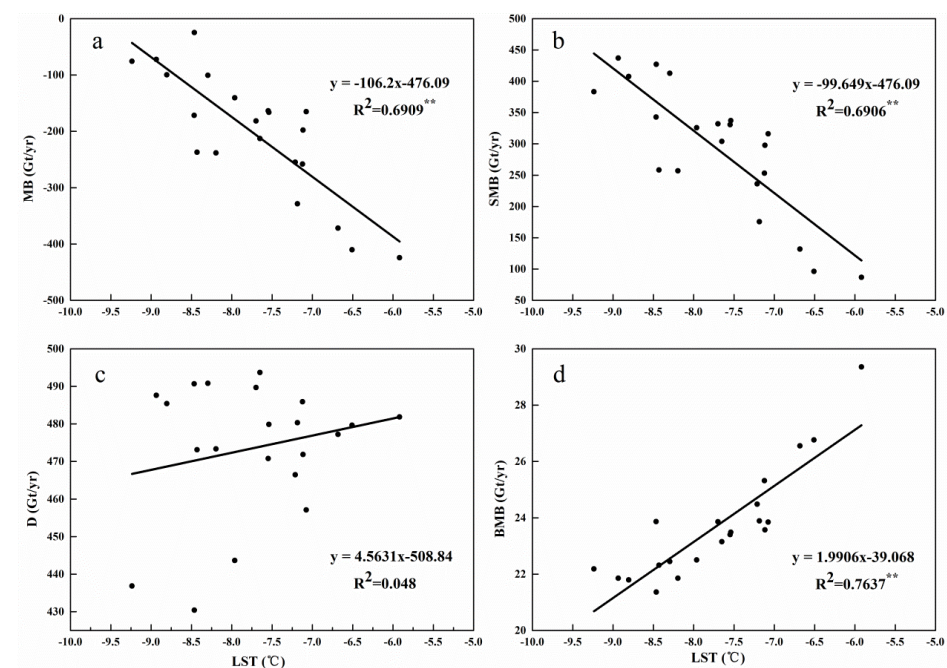 a
0
-100
-200
-300
-400
-500
MB (Gt/yr)
-10.0 -9.5 -9.0 -8.5 -8.0 -7.5 -7.0 -6.5 -6.0 -5.5 -5.0
y = -106.2x-476.09
R2=0.6909**
b
500
450
400
350
300
250
200
150
100
50
SMB (Gt/yr)
-10.0 -9.5 -9.0 -8.5 -8.0 -7.5 -7.0 -6.5 -6.0 -5.5 -5.0
y = -99.649x-476.09
R2=0.6906**
c
500
490
480
470
460
450
440
430
D (Gt/yr)
-10.0 -9.5 -9.0 -8.5 -8.0 -7.5 -7.0 -6.5 -6.0 -5.5 -5.0
LST (℃)
y = 4.5631x-508.84
R2=0.048
d
30
28
26
24
22
20
BMB (Gt/yr)
-10.0 -9.5 -9.0 -8.5 -8.0 -7.5 -7.0 -6.5 -6.0 -5.5 -5.0
LST (℃)
y = 1.9906x-39.068
R2=0.7637**